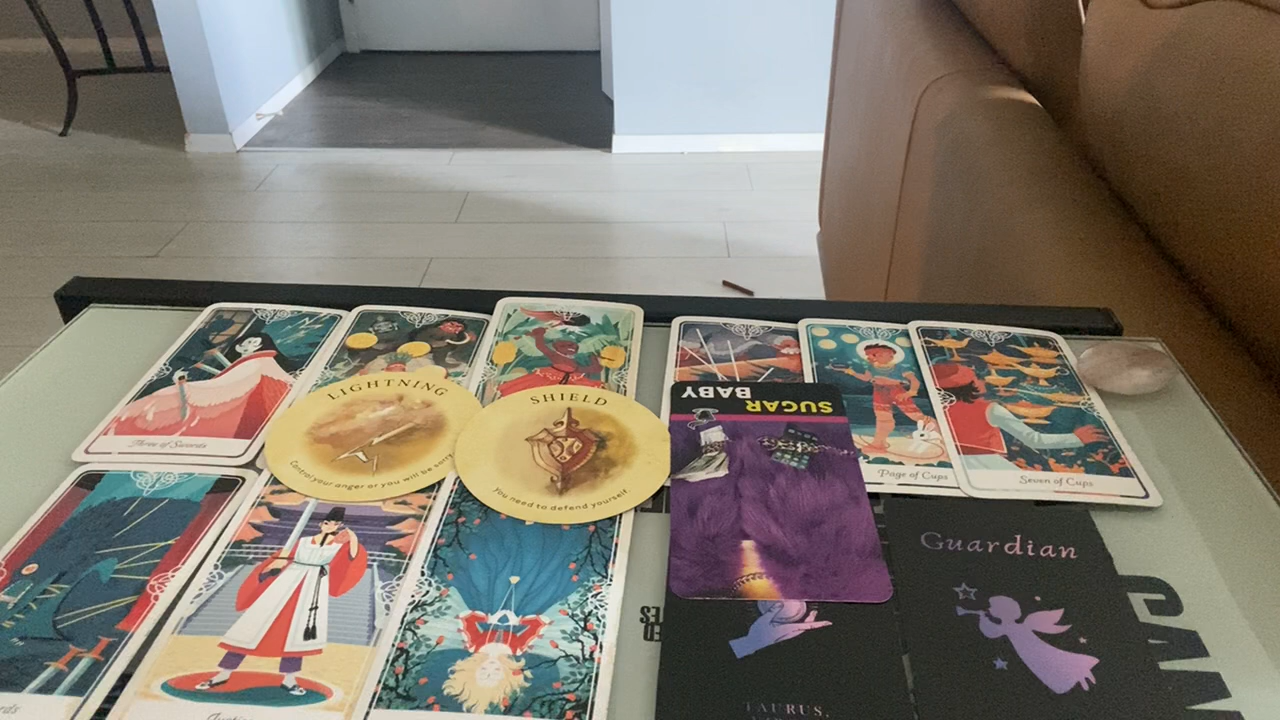 Three of Swords
LIGHTNING
Control your anger or you will be sorry.
SHIELD
You need to defend yourself.
SUGAR
BABY
Page of Cups
Seven of Cups
Guardian
TAURUS,